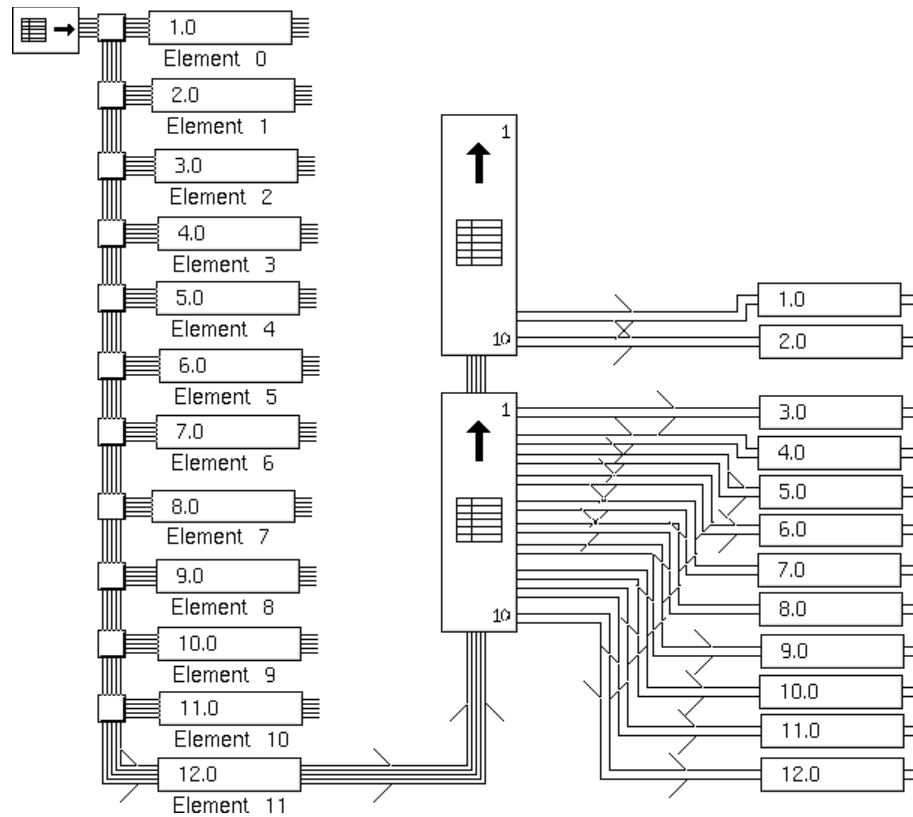 1.0
Element 0
2.0
Element 1
3.0
Element 2
4.0
Element 3
5.0
Element 4
6.0
Element 5
7.0
Element 6
8.0
Element 7
9.0
Element 8
10.0
Element 9
11.0
Element 10
12.0
Element 11
1
10
1
10
1.0
2.0
3.0
4.0
5.0
6.0
7.0
8.0
9.0
10.0
11.0
12.0